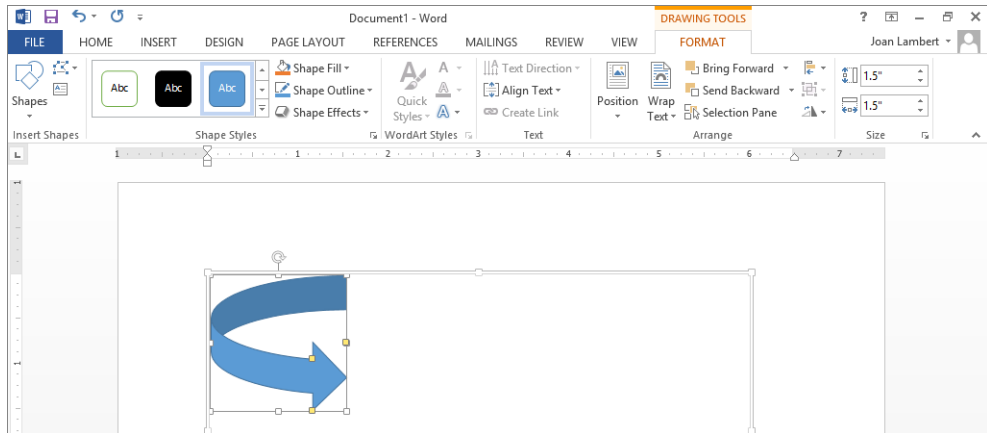 Document1 - Word
DRAWING TOOLS
FILE HOME INSERT DESIGN PAGE LAYOUT REFERENCES MAILINGS REVIEW VIEW FORMAT Joan Lambert
Shapes
Insert Shapes
Abc Abc Abc
Shape Fill
Shape Outline
Shape Effects
Shape Styles
Quick
Styles
A A A A
WordArt Styles
Text Direction
Align Text
Create Link
Text
Position
Wrap
Text
Bring Forward
Send Backward
Selection Pane
Arrange
1.5"
1.5"
Size
L
1 1 2 3 4 5 6 7
1
1